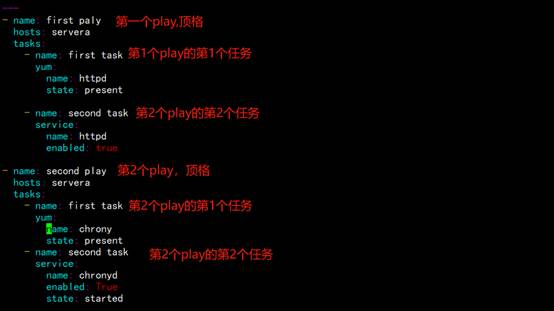 ---
- name: first paly 第一个play,顶格
  hosts: servera
  tasks:
    - name: first task 第1个play的第1个任务
      yum:
        name: httpd
        state: present
    - name: second task 第2个play的第2个任务
      service:
        name: httpd
        enabled: true
- name: second play 第2个play，顶格
  hosts: servera
  tasks:
    - name: first task 第2个play的第1个任务
      yum:
        name: chrony
        state: present
    - name: second task 第2个play的第2个任务
      service:
        name: chronyd
        enabled: True
        state: started